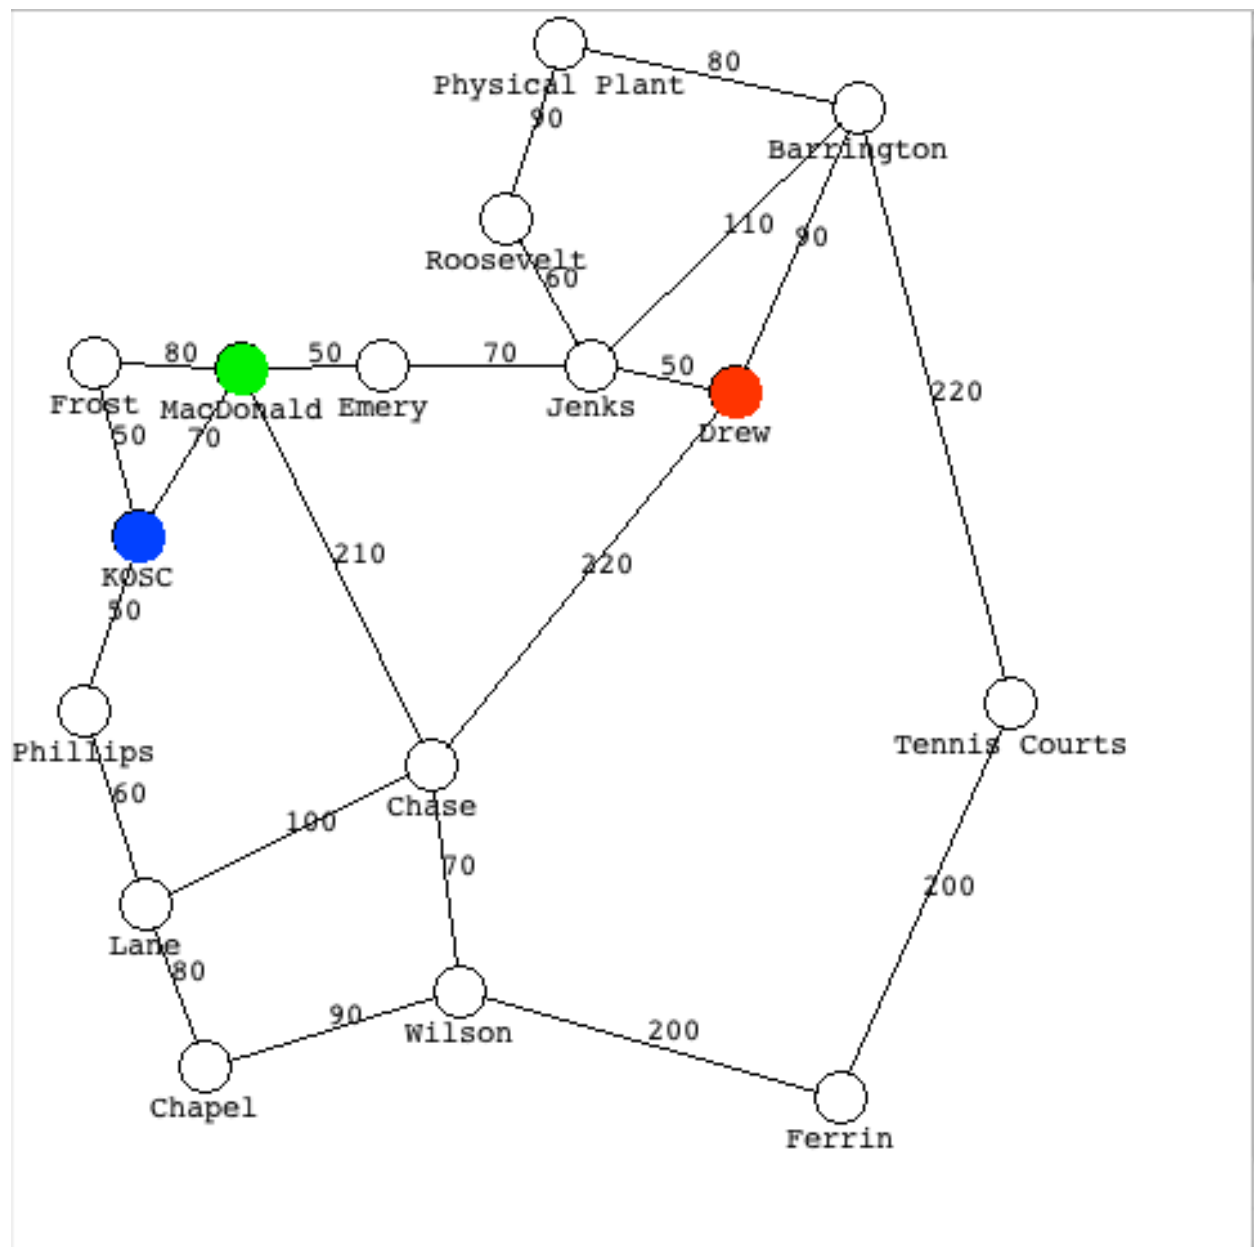 80
Physical Plant
90
Barrington
110
90
Roosevelt
60
80
50
70
50
220
Frost
MacDonald
Emery
Jenks
Drew
50
70
210
220
KOSC
50
Phillips
Tennis Courts
60
Chase
100
70
200
Lane
80
90
Wilson
200
Chapel
Ferrin